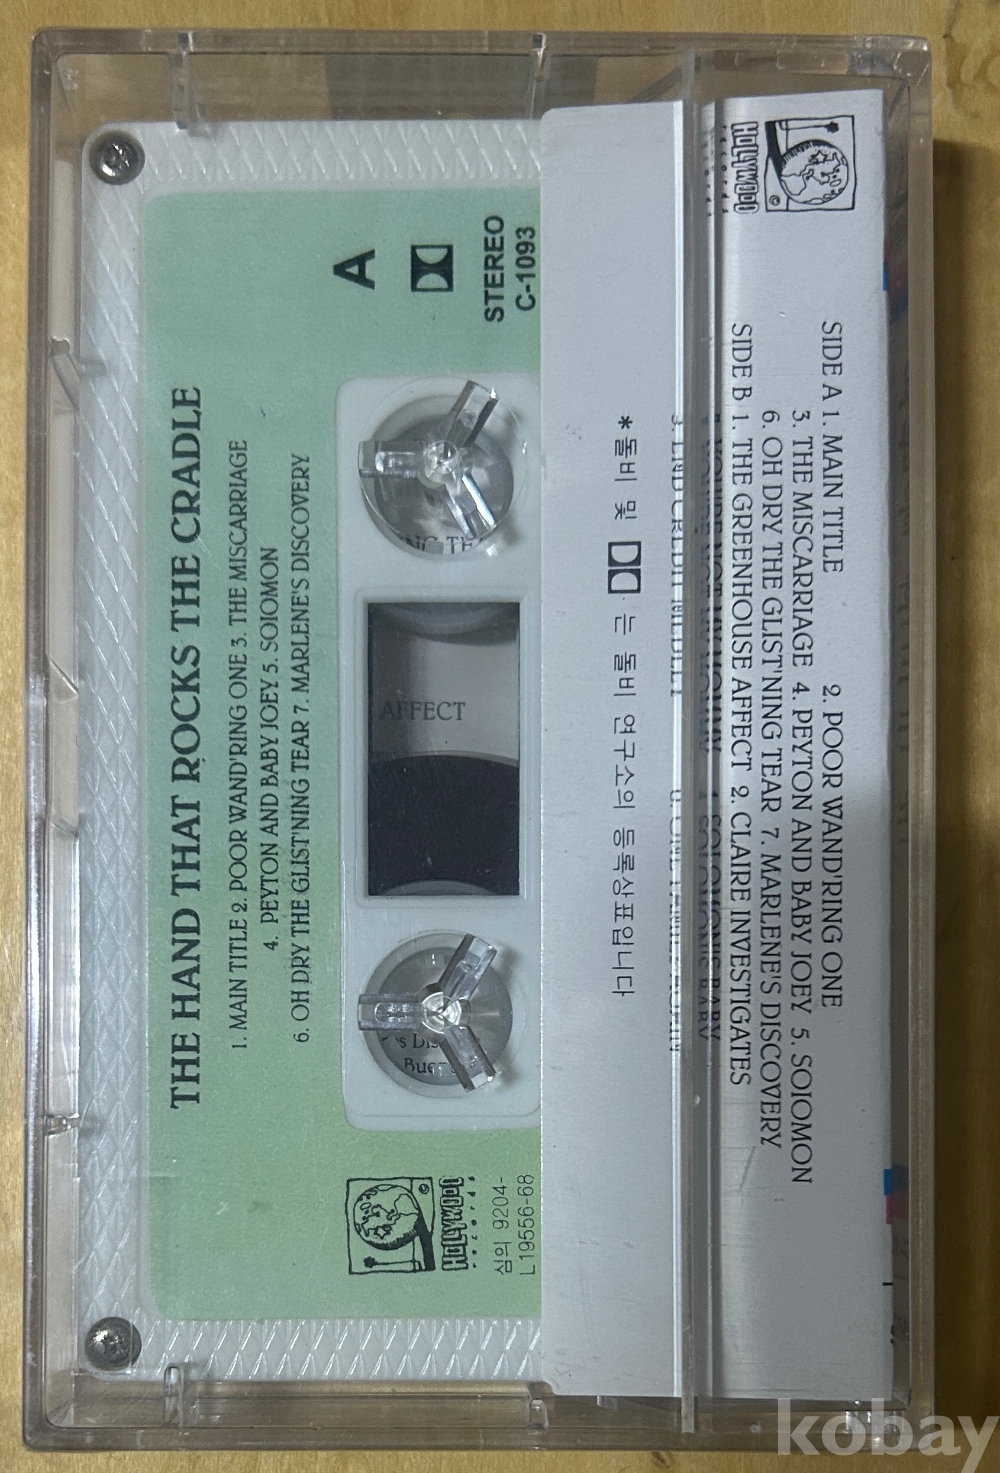 THE HAND THAT ROCKS THE CRADLE
1. MAIN TITLE 2. POOR WAND'RING ONE 3. THE MISCARRIAGE
4. PEYTON AND BABY JOEY 5. SOIOMON
6. OH DRY THE GLIST'NING TEAR 7. MARLENE'S DISCOVERY
A
STEREO
C-1093
HOLLYWOOD
records
심의 9204-
L19556-68
AFFECT
HOLLYWOOD
records
SIDE A 1. MAIN TITLE 2. POOR WAND'RING ONE
3. THE MISCARRIAGE 4. PEYTON AND BABY JOEY 5. SOIOMON
6. OH DRY THE GLIST'NING TEAR 7. MARLENE'S DISCOVERY
SIDE B 1. THE GREENHOUSE AFFECT 2. CLAIRE INVESTIGATES
* 돌비 및 는 돌비 연구소의 등록상표입니다
kobay